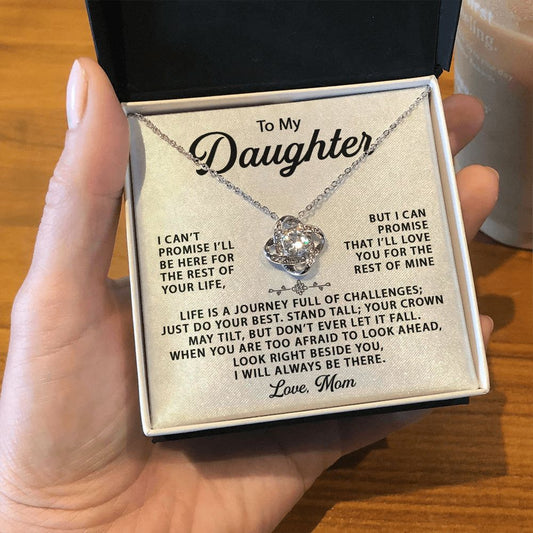 To My
Daughter
I CAN'T
PROMISE I'LL
BE HERE FOR
THE REST OF
YOUR LIFE,
BUT I CAN
PROMISE
THAT I'LL LOVE
YOU FOR THE
REST OF MINE
LIFE IS A JOURNEY FULL OF CHALLENGES;
JUST DO YOUR BEST. STAND TALL; YOUR CROWN
MAY TILT, BUT DON'T EVER LET IT FALL.
WHEN YOU ARE TOO AFRAID TO LOOK AHEAD,
LOOK RIGHT BESIDE YOU,
I WILL ALWAYS BE THERE.
Love, Mom